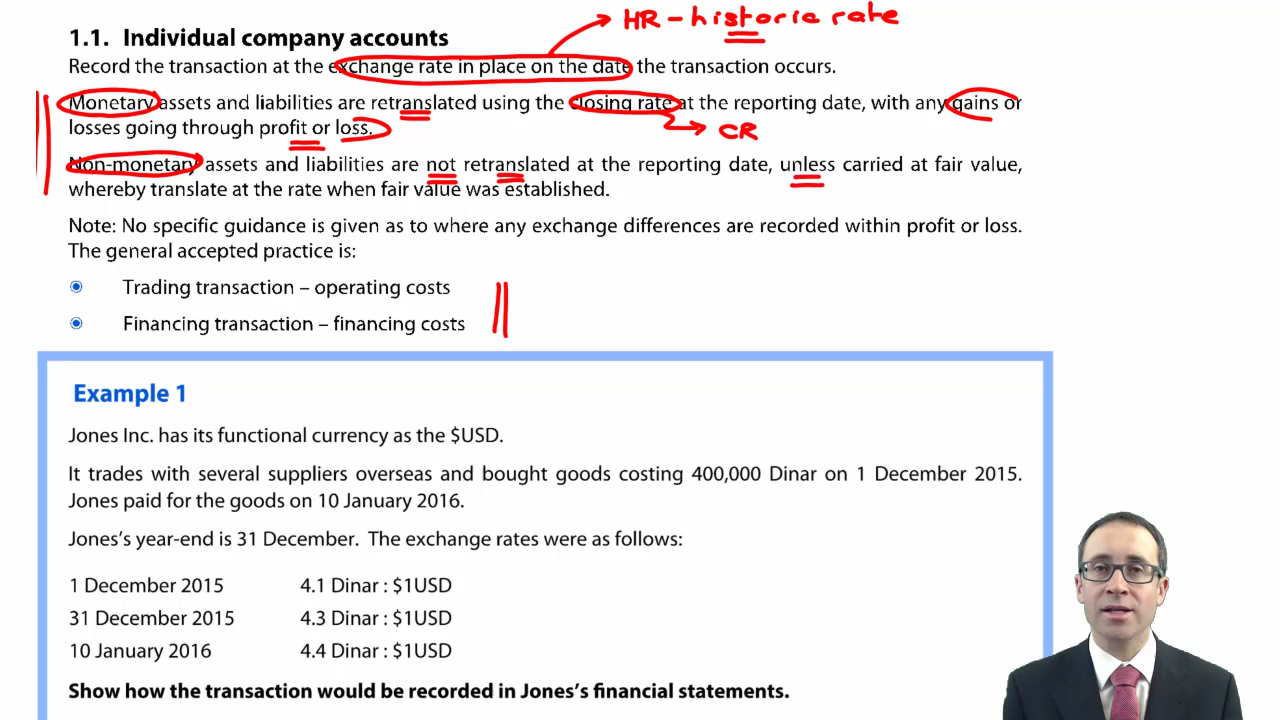 HR - historic rate
1.1. Individual company accounts
Record the transaction at the exchange rate in place on the date the transaction occurs.
Monetary assets and liabilities are retranslated using the closing rate at the reporting date, with any gains or
losses going through profit or loss.
CR
Non-monetary assets and liabilities are not retranslated at the reporting date, unless carried at fair value,
whereby translate at the rate when fair value was established.
Note: No specific guidance is given as to where any exchange differences are recorded within profit or loss.
The general accepted practice is:
Trading transaction – operating costs
Financing transaction – financing costs
Example 1
Jones Inc. has its functional currency as the $USD.
It trades with several suppliers overseas and bought goods costing 400,000 Dinar on 1 December 2015.
Jones paid for the goods on 10 January 2016.
Jones's year-end is 31 December. The exchange rates were as follows:
1 December 2015 4.1 Dinar : $1USD
31 December 2015 4.3 Dinar : $1USD
10 January 2016 4.4 Dinar : $1USD
Show how the transaction would be recorded in Jones's financial statements.